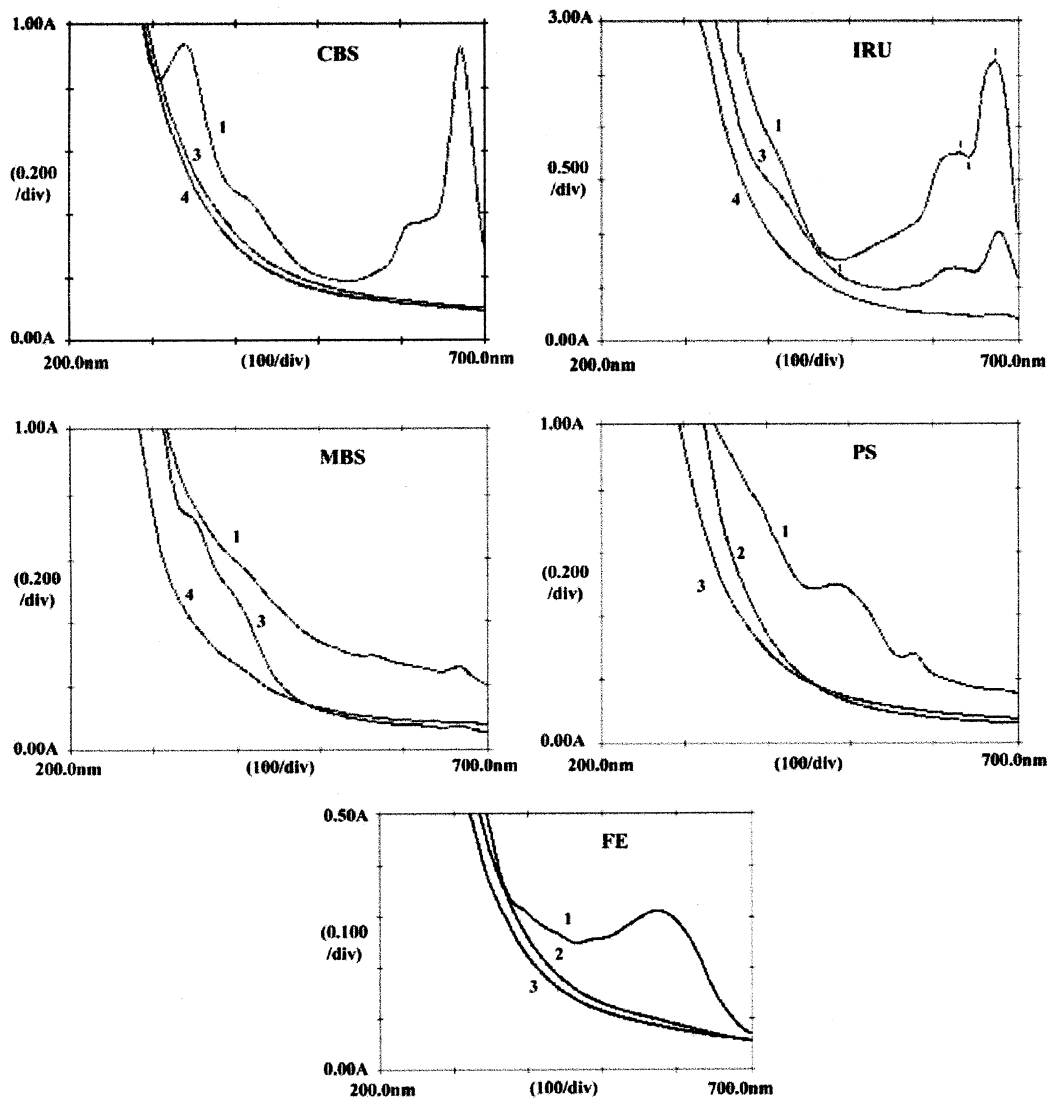 1.00A
CBS
1
3
4
(0.200
/div)
0.00A
200.0nm
(100/div)
700.0nm
3.00A
IRU
1
3
4
0.500
/div)
0.00A
200.0nm
(100/div)
700.0nm
1.00A
MBS
1
4
3
(0.200
/div)
0.00A
200.0nm
(100/div)
700.0nm
1.00A
PS
1
2
3
(0.200
/div)
0.00A
200.0nm
(100/div)
700.0nm
0.50A
FE
1
2
3
(0.100
/div)
0.00A
200.0nm
(100/div)
700.0nm